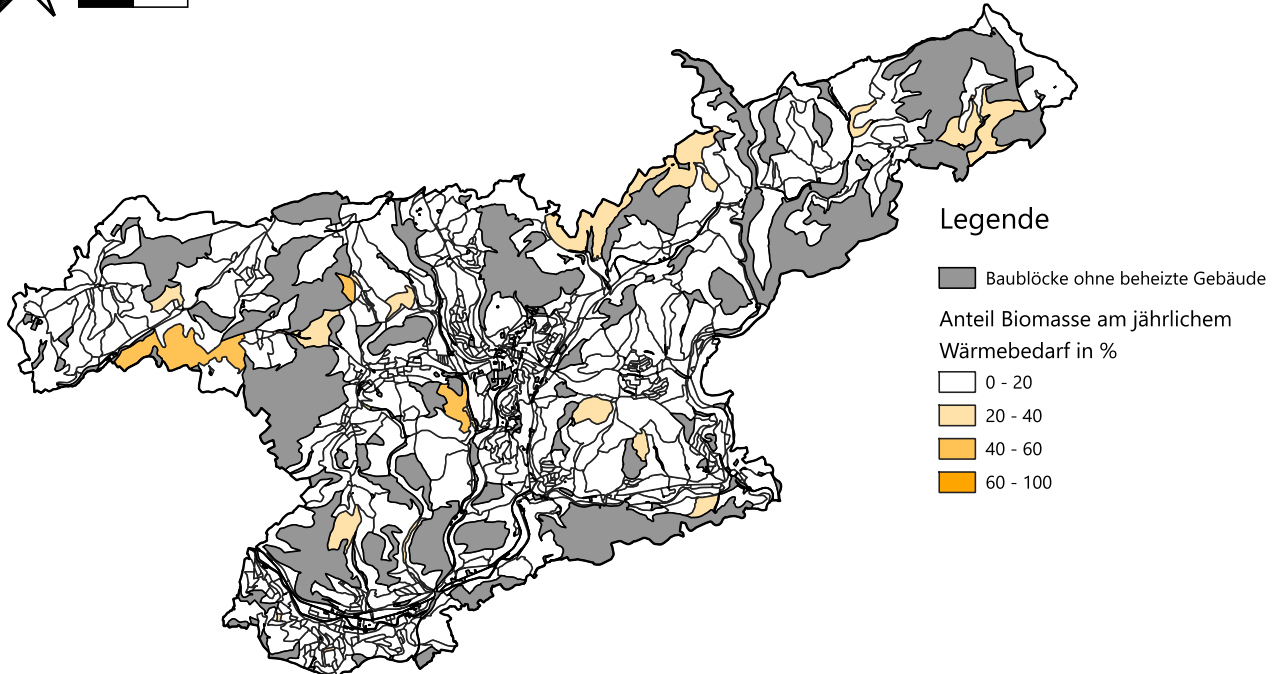 Legende
Baublöcke ohne beheizte Gebäude
Anteil Biomasse am jährlichem
Wärmebedarf in %
0 - 20
20 - 40
40 - 60
60 - 100